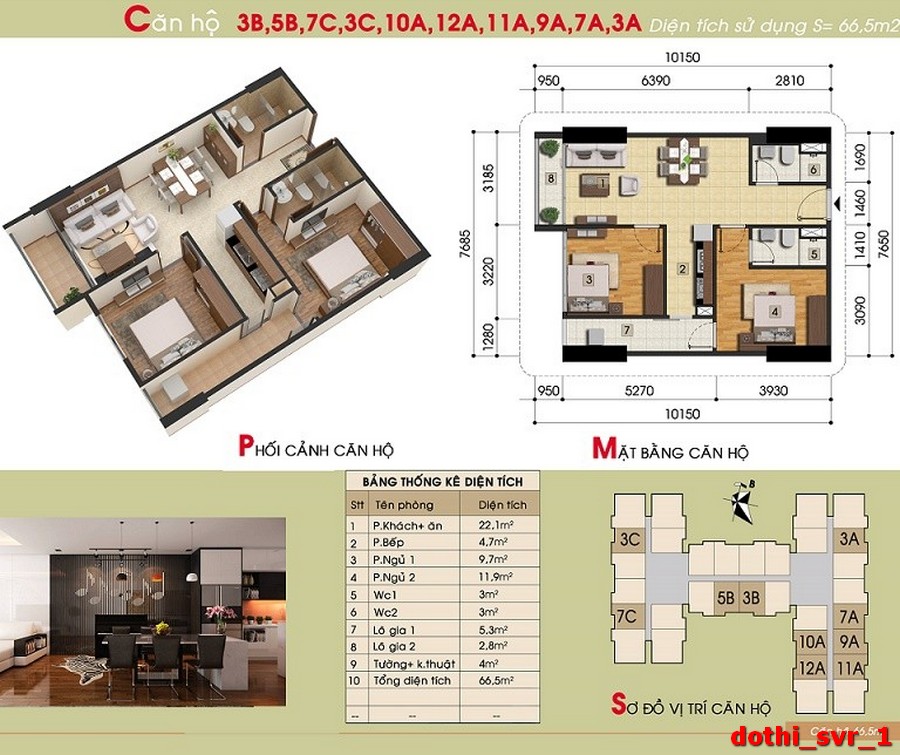 Căn hộ 3B,5B,7C,3C,10A,12A,11A,9A,7A,3A Diện tích sử dụng S= 66,5m2
10150
950 6390 2810
3185
3220
1280
7685
1690
1460
1410
3090
7650
8
6
5
3
2
4
7
950 5270 3930
10150
PHỐI CẢNH CĂN HỘ
MẶT BẰNG CĂN HỘ
BẢNG THỐNG KÊ DIỆN TÍCH
Stt Tên phòng Diện tích
1 P.Khách+ ăn 22,1m²
2 P.Bếp 4,7m²
3 P.Ngủ 1 9,7m²
4 P.Ngủ 2 11,9m²
5 Wc1 3m²
6 Wc2 3m²
7 Lô gia 1 5,3m²
8 Lô gia 2 2,8m²
9 Tường+ k.thuật 4m²
10 Tổng diện tích 66,5m²
-- -- --
B
3C 3A
5B 3B
7C 7A
10A 9A
12A 11A
SƠ ĐỒ VỊ TRÍ CĂN HỘ
Căn hộ 66,5m
dothi_svr_1